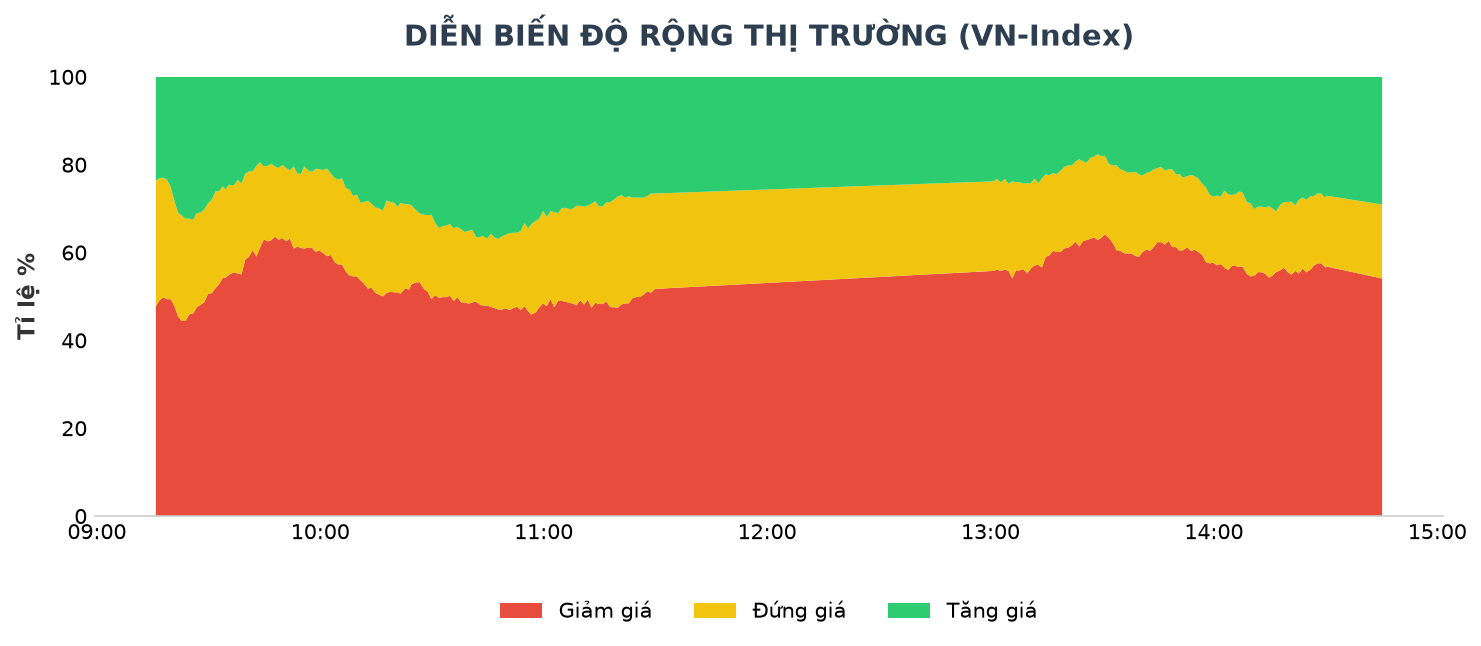 DIỄN BIẾN ĐỘ RỘNG THỊ TRƯỜNG (VN-Index)
Tỉ lệ %
100
80
60
40
20
0
09:00 10:00 11:00 12:00 13:00 14:00 15:00
Giảm giá Đứng giá Tăng giá